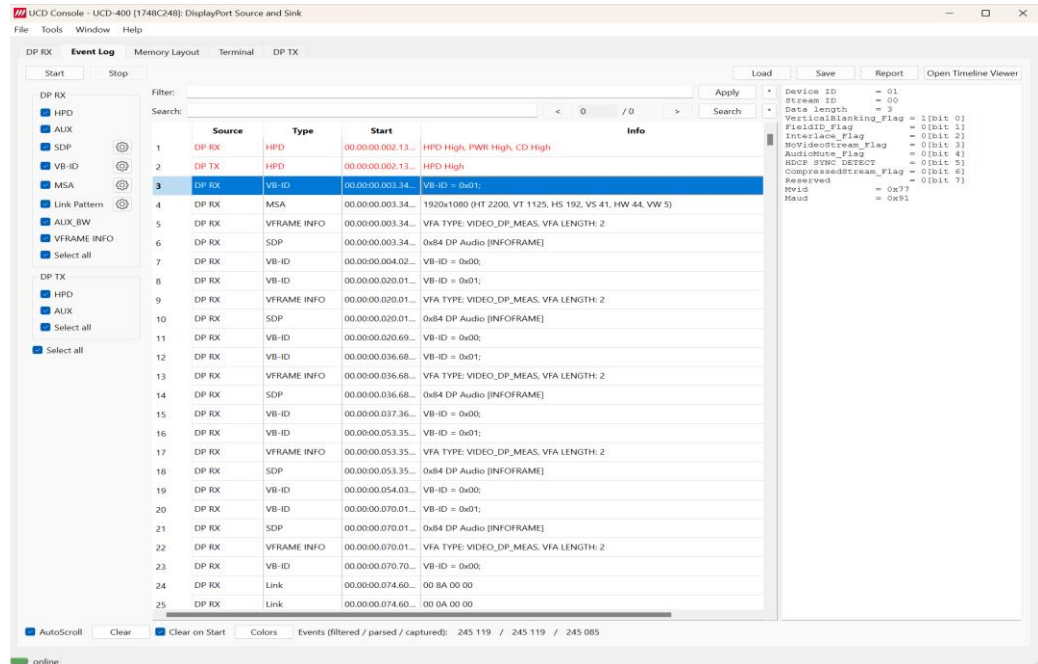 UCD Console - UCD-400 [1748C248]: DisplayPort Source and Sink
File Tools Window Help
DP RX Event Log Memory Layout Terminal DP TX
Start Stop Load Save Report Open Timeline Viewer
DP RX
HPD
AUX
SDP
VB-ID
MSA
Link Pattern
AUX_BW
VFRAME INFO
Select all
DP TX
HPD
AUX
Select all
Select all
Filter: Apply *
Search: < 0 / 0 > Search *
Source Type Start Info
1 DP RX HPD 00.00:00.002.13... HPD High, PWR High, CD High
2 DP TX HPD 00.00:00.002.13... HPD High
3 DP RX VB-ID 00.00:00.003.34... VB-ID = 0x01;
4 DP RX MSA 00.00:00.003.34... 1920x1080 (HT 2200, VT 1125, HS 192, VS 41, HW 44, VW 5)
5 DP RX VFRAME INFO 00.00:00.003.34... VFA TYPE: VIDEO_DP_MEAS, VFA LENGTH: 2
6 DP RX SDP 00.00:00.003.34... 0x84 DP Audio [INFOFRAME]
7 DP RX VB-ID 00.00:00.004.02... VB-ID = 0x00;
8 DP RX VB-ID 00.00:00.020.01... VB-ID = 0x01;
9 DP RX VFRAME INFO 00.00:00.020.01... VFA TYPE: VIDEO_DP_MEAS, VFA LENGTH: 2
10 DP RX SDP 00.00:00.020.01... 0x84 DP Audio [INFOFRAME]
11 DP RX VB-ID 00.00:00.020.69... VB-ID = 0x00;
12 DP RX VB-ID 00.00:00.036.68... VB-ID = 0x01;
13 DP RX VFRAME INFO 00.00:00.036.68... VFA TYPE: VIDEO_DP_MEAS, VFA LENGTH: 2
14 DP RX SDP 00.00:00.036.68... 0x84 DP Audio [INFOFRAME]
15 DP RX VB-ID 00.00:00.037.36... VB-ID = 0x00;
16 DP RX VB-ID 00.00:00.053.35... VB-ID = 0x01;
17 DP RX VFRAME INFO 00.00:00.053.35... VFA TYPE: VIDEO_DP_MEAS, VFA LENGTH: 2
18 DP RX SDP 00.00:00.053.35... 0x84 DP Audio [INFOFRAME]
19 DP RX VB-ID 00.00:00.054.03... VB-ID = 0x00;
20 DP RX VB-ID 00.00:00.070.01... VB-ID = 0x01;
21 DP RX SDP 00.00:00.070.01... 0x84 DP Audio [INFOFRAME]
22 DP RX VFRAME INFO 00.00:00.070.01... VFA TYPE: VIDEO_DP_MEAS, VFA LENGTH: 2
23 DP RX VB-ID 00.00:00.070.70... VB-ID = 0x00;
24 DP RX Link 00.00:00.074.60... 00 8A 00 00
25 DP RX Link 00.00:00.074.60... 00 0A 00 00
Device ID = 01
Stream ID = 00
Data length = 3
VerticalBlanking_Flag = 1[bit 0]
FieldID_Flag = 0[bit 1]
Interlace_Flag = 0[bit 2]
NoVideoStream_Flag = 0[bit 3]
AudioMute_Flag = 0[bit 4]
HDCP SYNC DETECT = 0[bit 5]
CompressedStream_Flag = 0[bit 6]
Reserved = 0[bit 7]
Mvid = 0x77
Maud = 0x91
AutoScroll Clear Clear on Start Colors Events (filtered / parsed / captured): 245 119 / 245 119 / 245 085
online